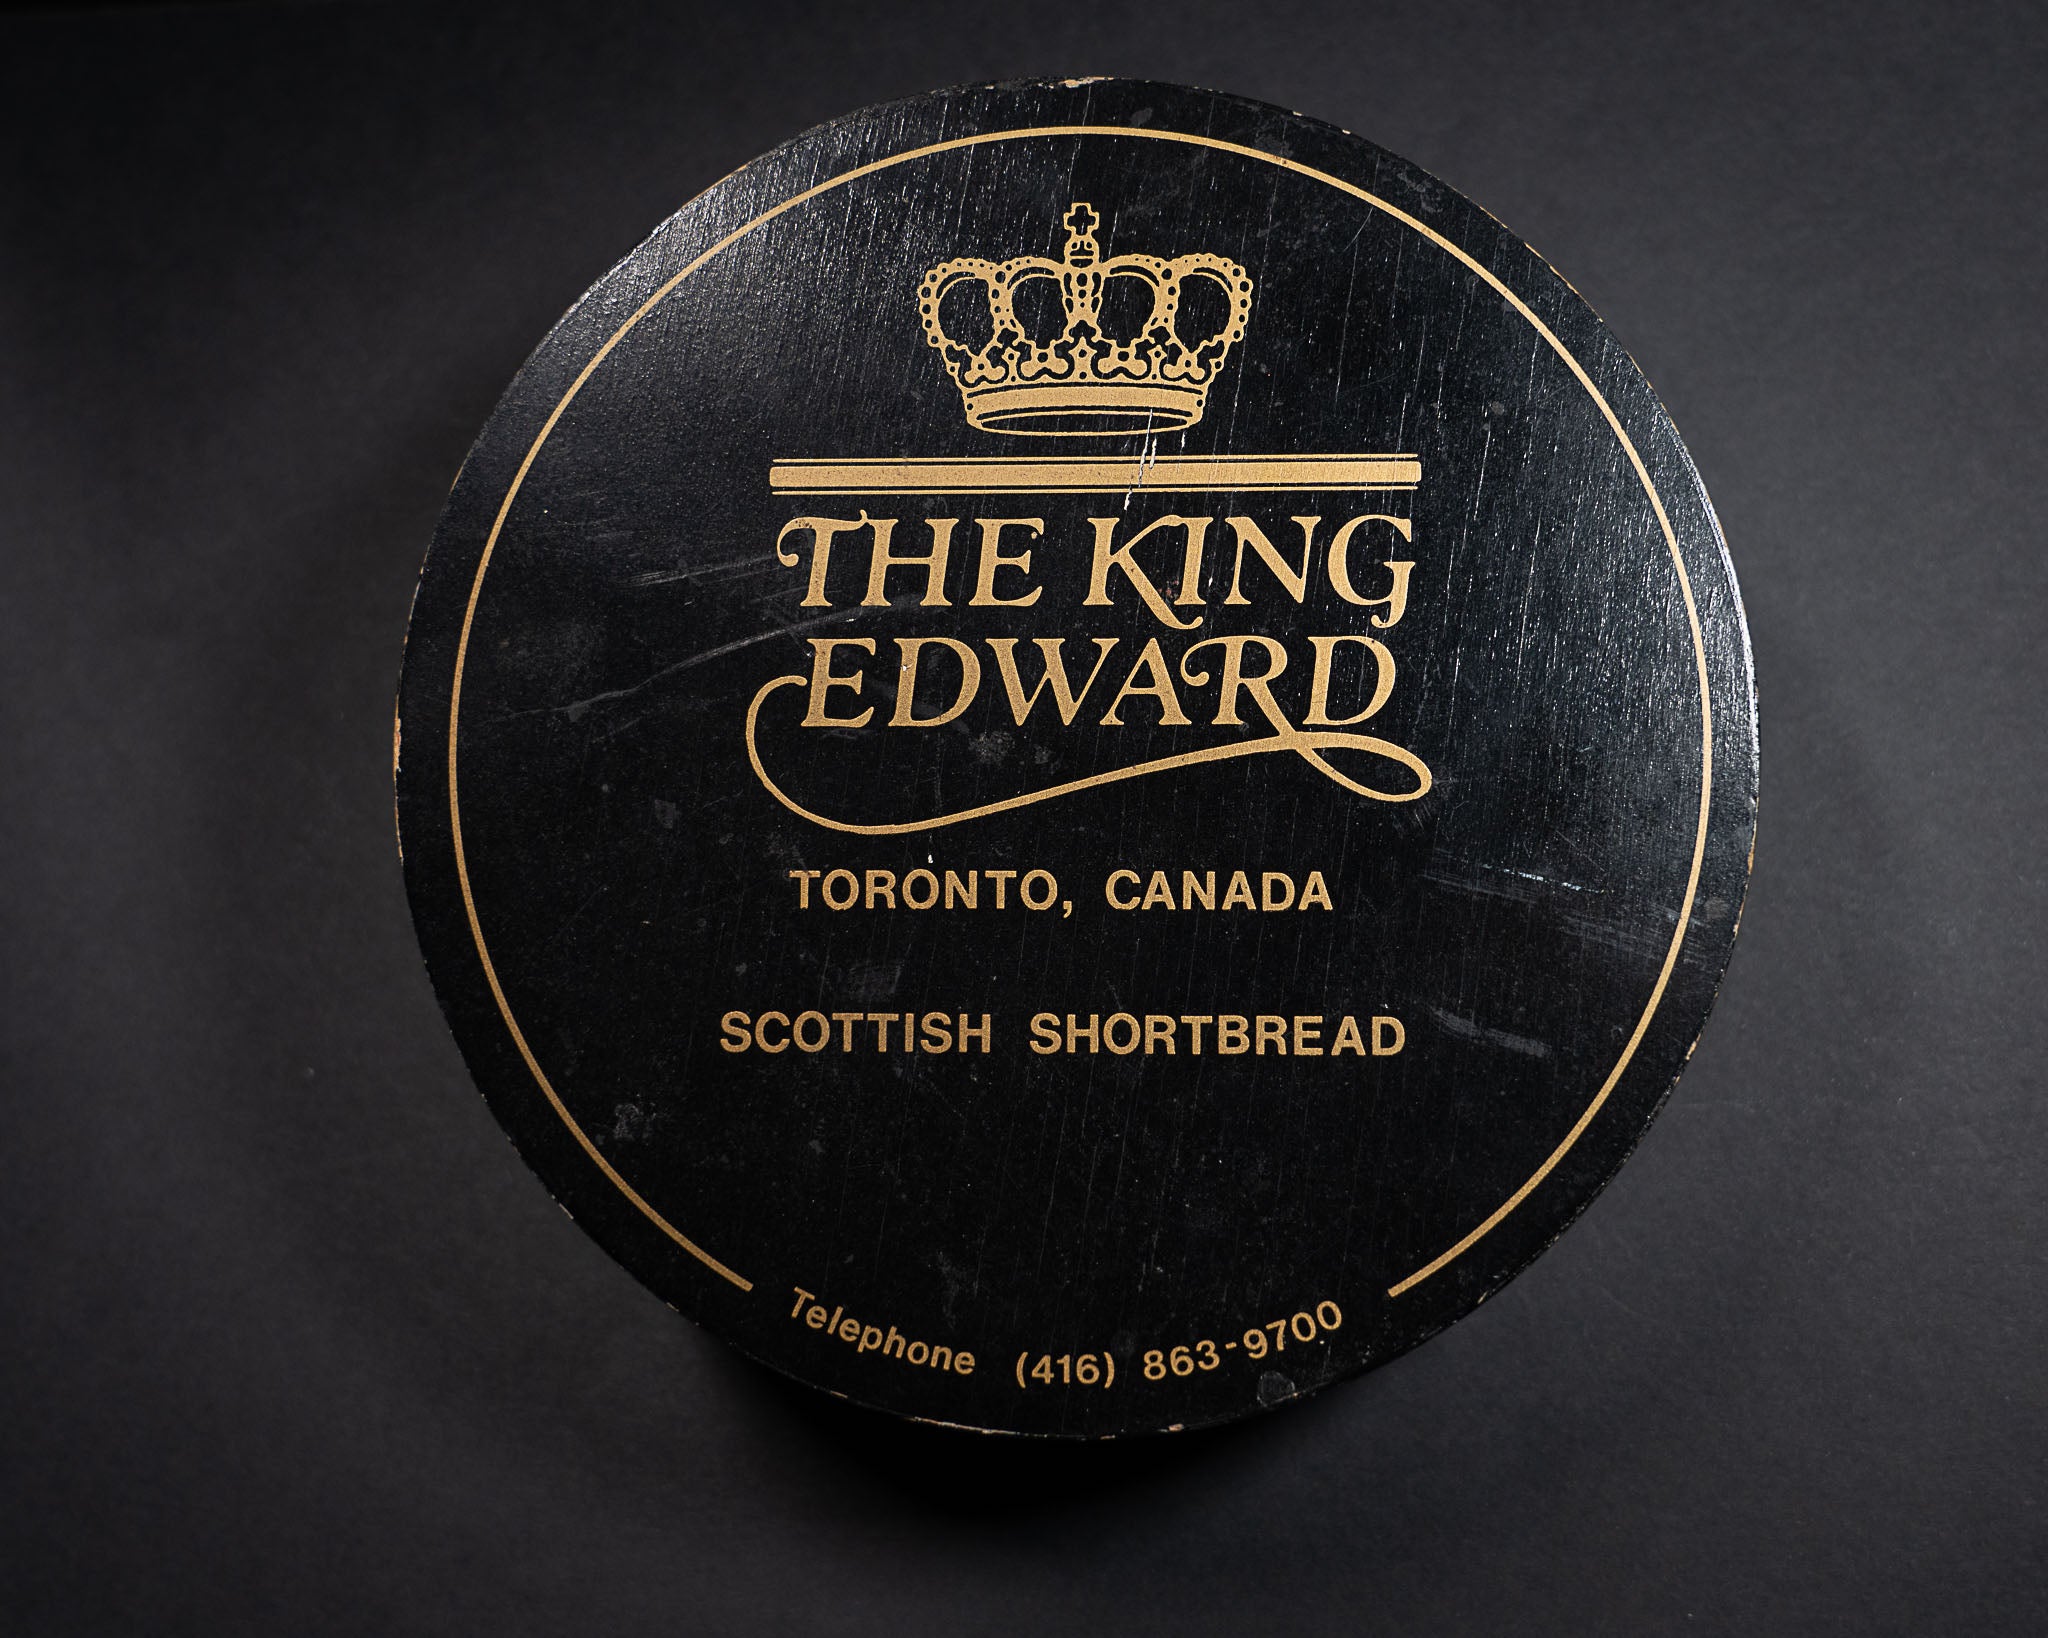 THE KING
EDWARD
TORONTO, CANADA
SCOTTISH SHORTBREAD
Telephone (416) 863-9700